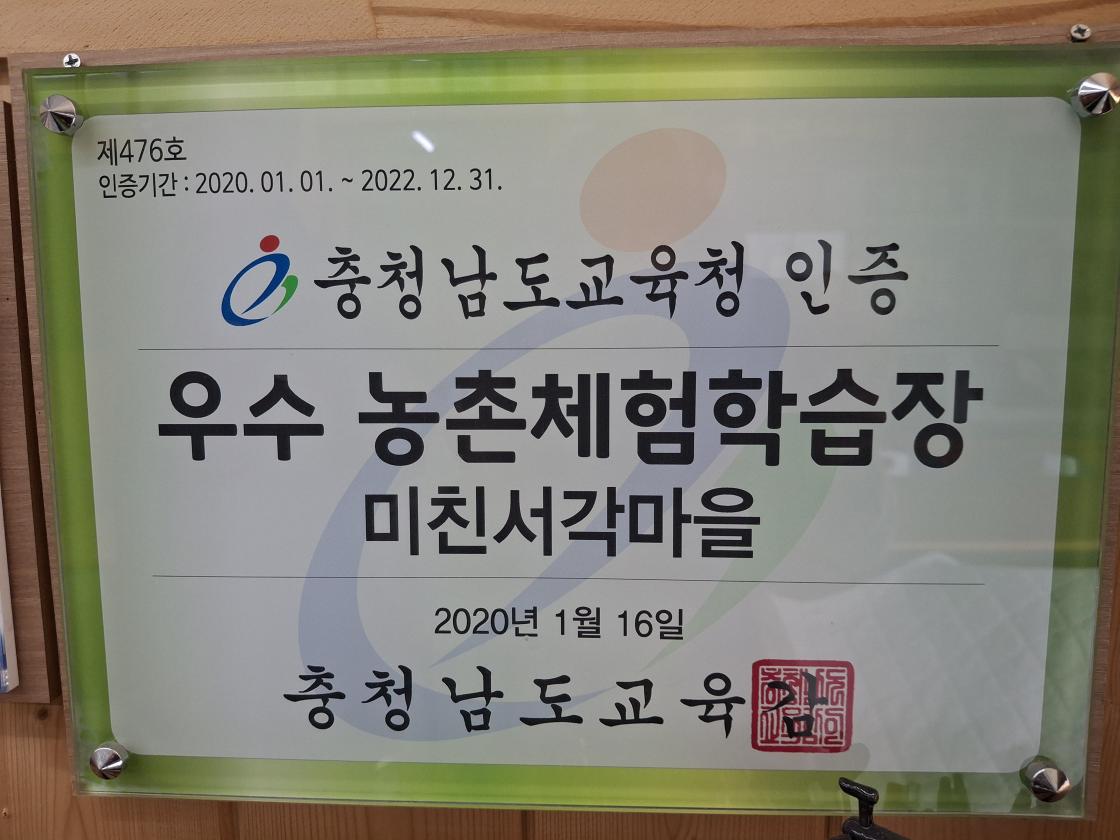 제476호
인증기간 : 2020. 01. 01. ~ 2022. 12. 31.
충청남도교육청 인증
우수 농촌체험학습장
미친서각마을
2020년 1월 16일
충청남도교육감